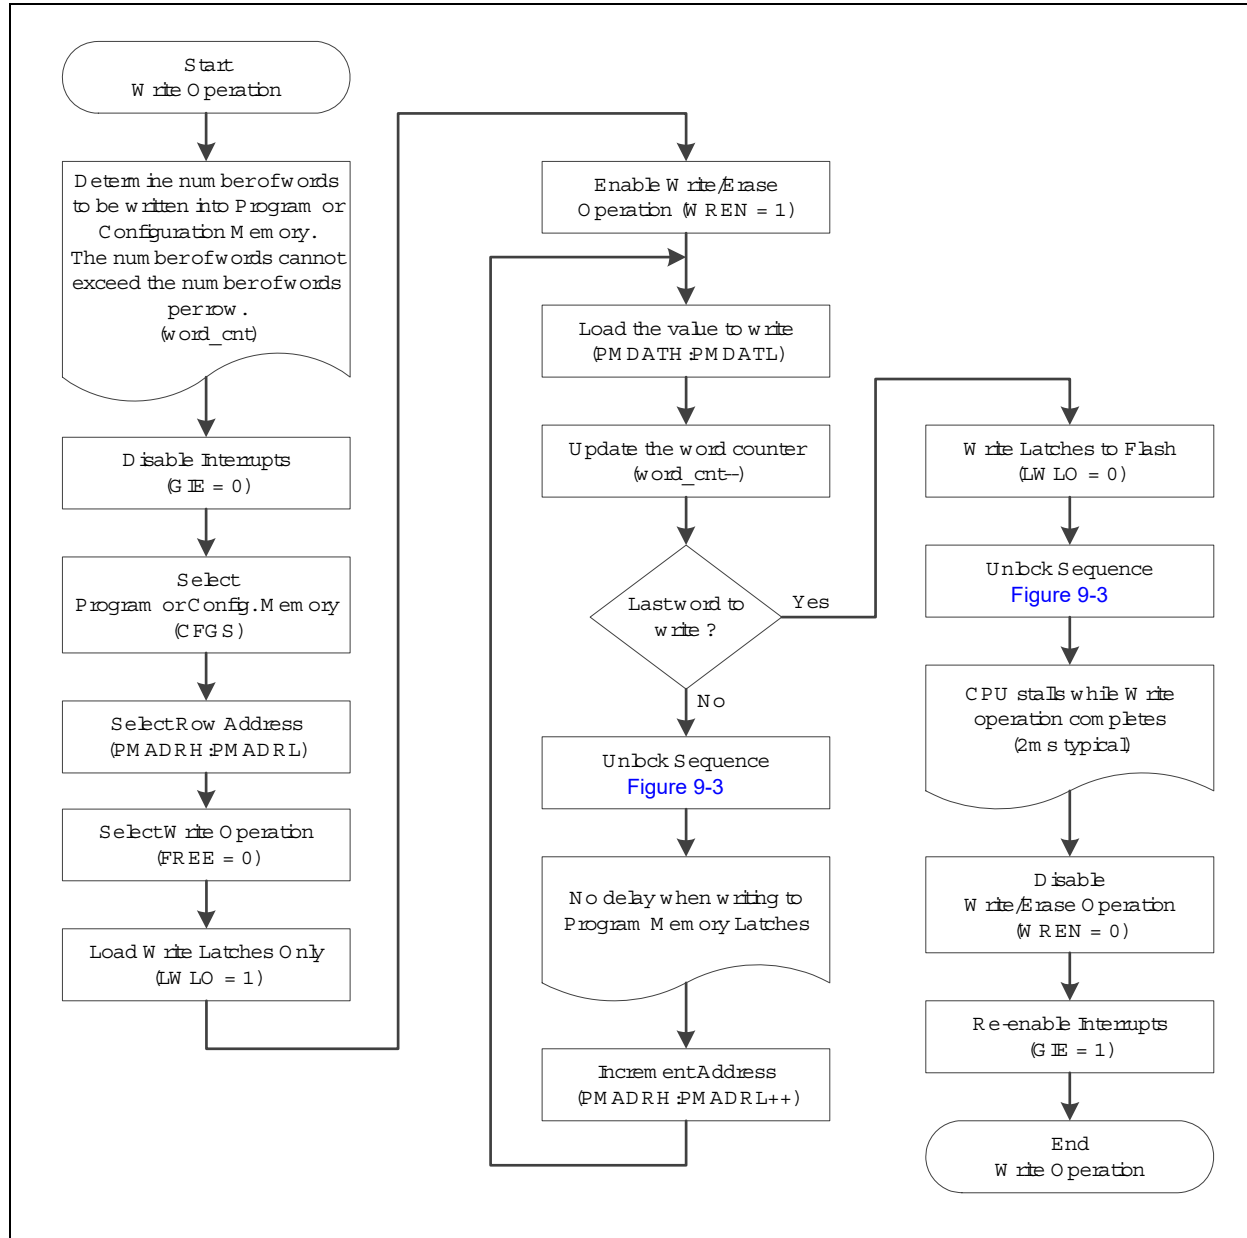 Start
Write Operation
Determine number of words
to be written into Program or
Configuration Memory.
The number of words cannot
exceed the number of words
per row.
(word_cnt)
Disable Interrupts
(GIE = 0)
Select
Program or Config. Memory
(CFGS)
Select Row Address
(PMADRH:PMADRL)
Select Write Operation
(FREE = 0)
Load Write Latches Only
(LWLO = 1)
Enable Write/Erase
Operation (WREN = 1)
Load the value to write
(PMDATH:PMDATL)
Update the word counter
(word_cnt--)
Last word to
write ?
Yes
No
Unlock Sequence
Figure 9-3
No delay when writing to
Program Memory Latches
Increment Address
(PMADRH:PMADRL++)
Write Latches to Flash
(LWLO = 0)
Unlock Sequence
Figure 9-3
CPU stalls while Write
operation completes
(2ms typical)
Disable
Write/Erase Operation
(WREN = 0)
Re-enable Interrupts
(GIE = 1)
End
Write Operation